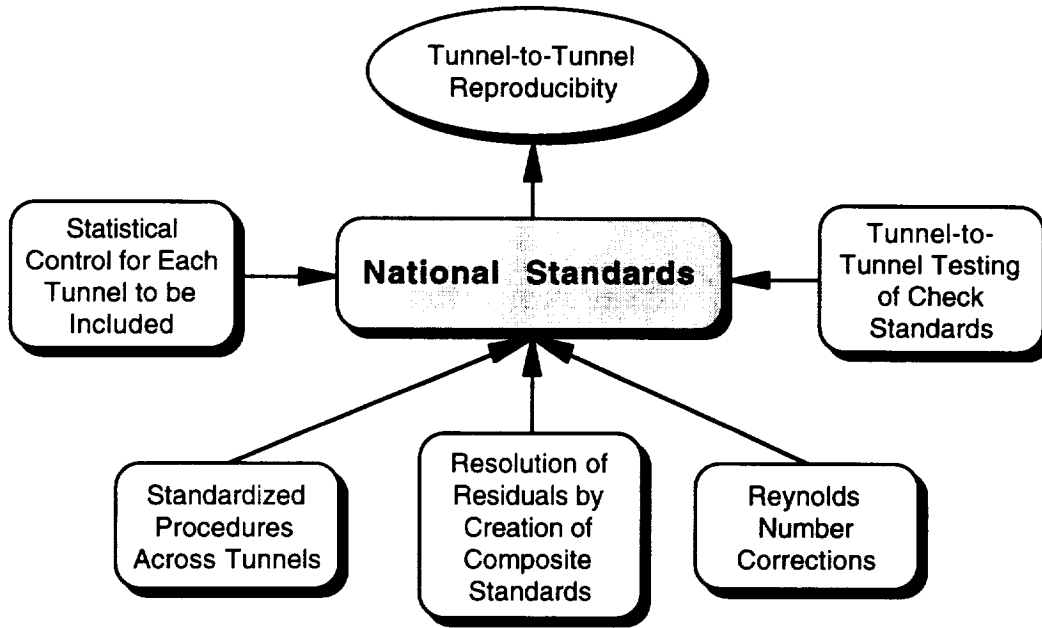 Tunnel-to-Tunnel
Reproducibity
Statistical
Control for Each
Tunnel to be
Included
National Standards
Tunnel-to-
Tunnel Testing
of Check
Standards
Standardized
Procedures
Across Tunnels
Resolution of
Residuals by
Creation of
Composite
Standards
Reynolds
Number
Corrections